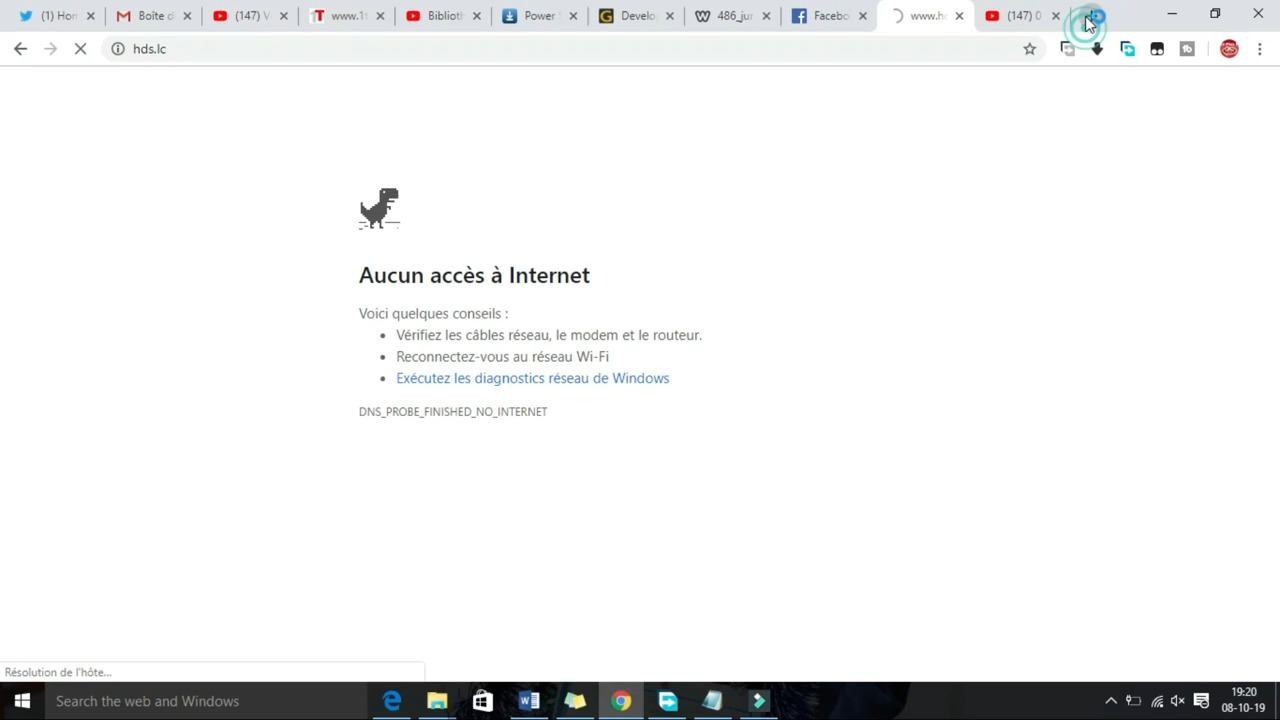 (1) Hon
Boîte d
(147) V
www.1t
Biblioth
Power
Develo
486_jur
Facebo
www.ho
(147) C
hds.lc
Aucun accès à Internet
Voici quelques conseils :
Vérifiez les câbles réseau, le modem et le routeur.
Reconnectez-vous au réseau Wi-Fi
Exécutez les diagnostics réseau de Windows
DNS_PROBE_FINISHED_NO_INTERNET
Résolution de l'hôte...
Search the web and Windows
19:20
08-10-19